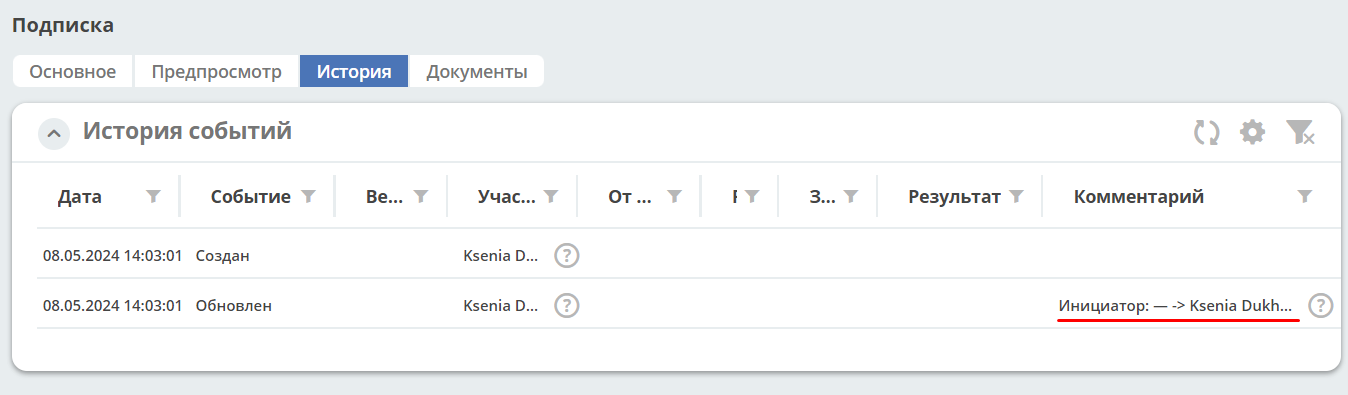 Подписка
Основное Предпросмотр История Документы
История событий
Дата Событие Ве... Учас... От ... З... Результат Комментарий
08.05.2024 14:03:01 Создан Ksenia D... ?
08.05.2024 14:03:01 Обновлен Ksenia D... ? Инициатор: — -> Ksenia Dukh... ?